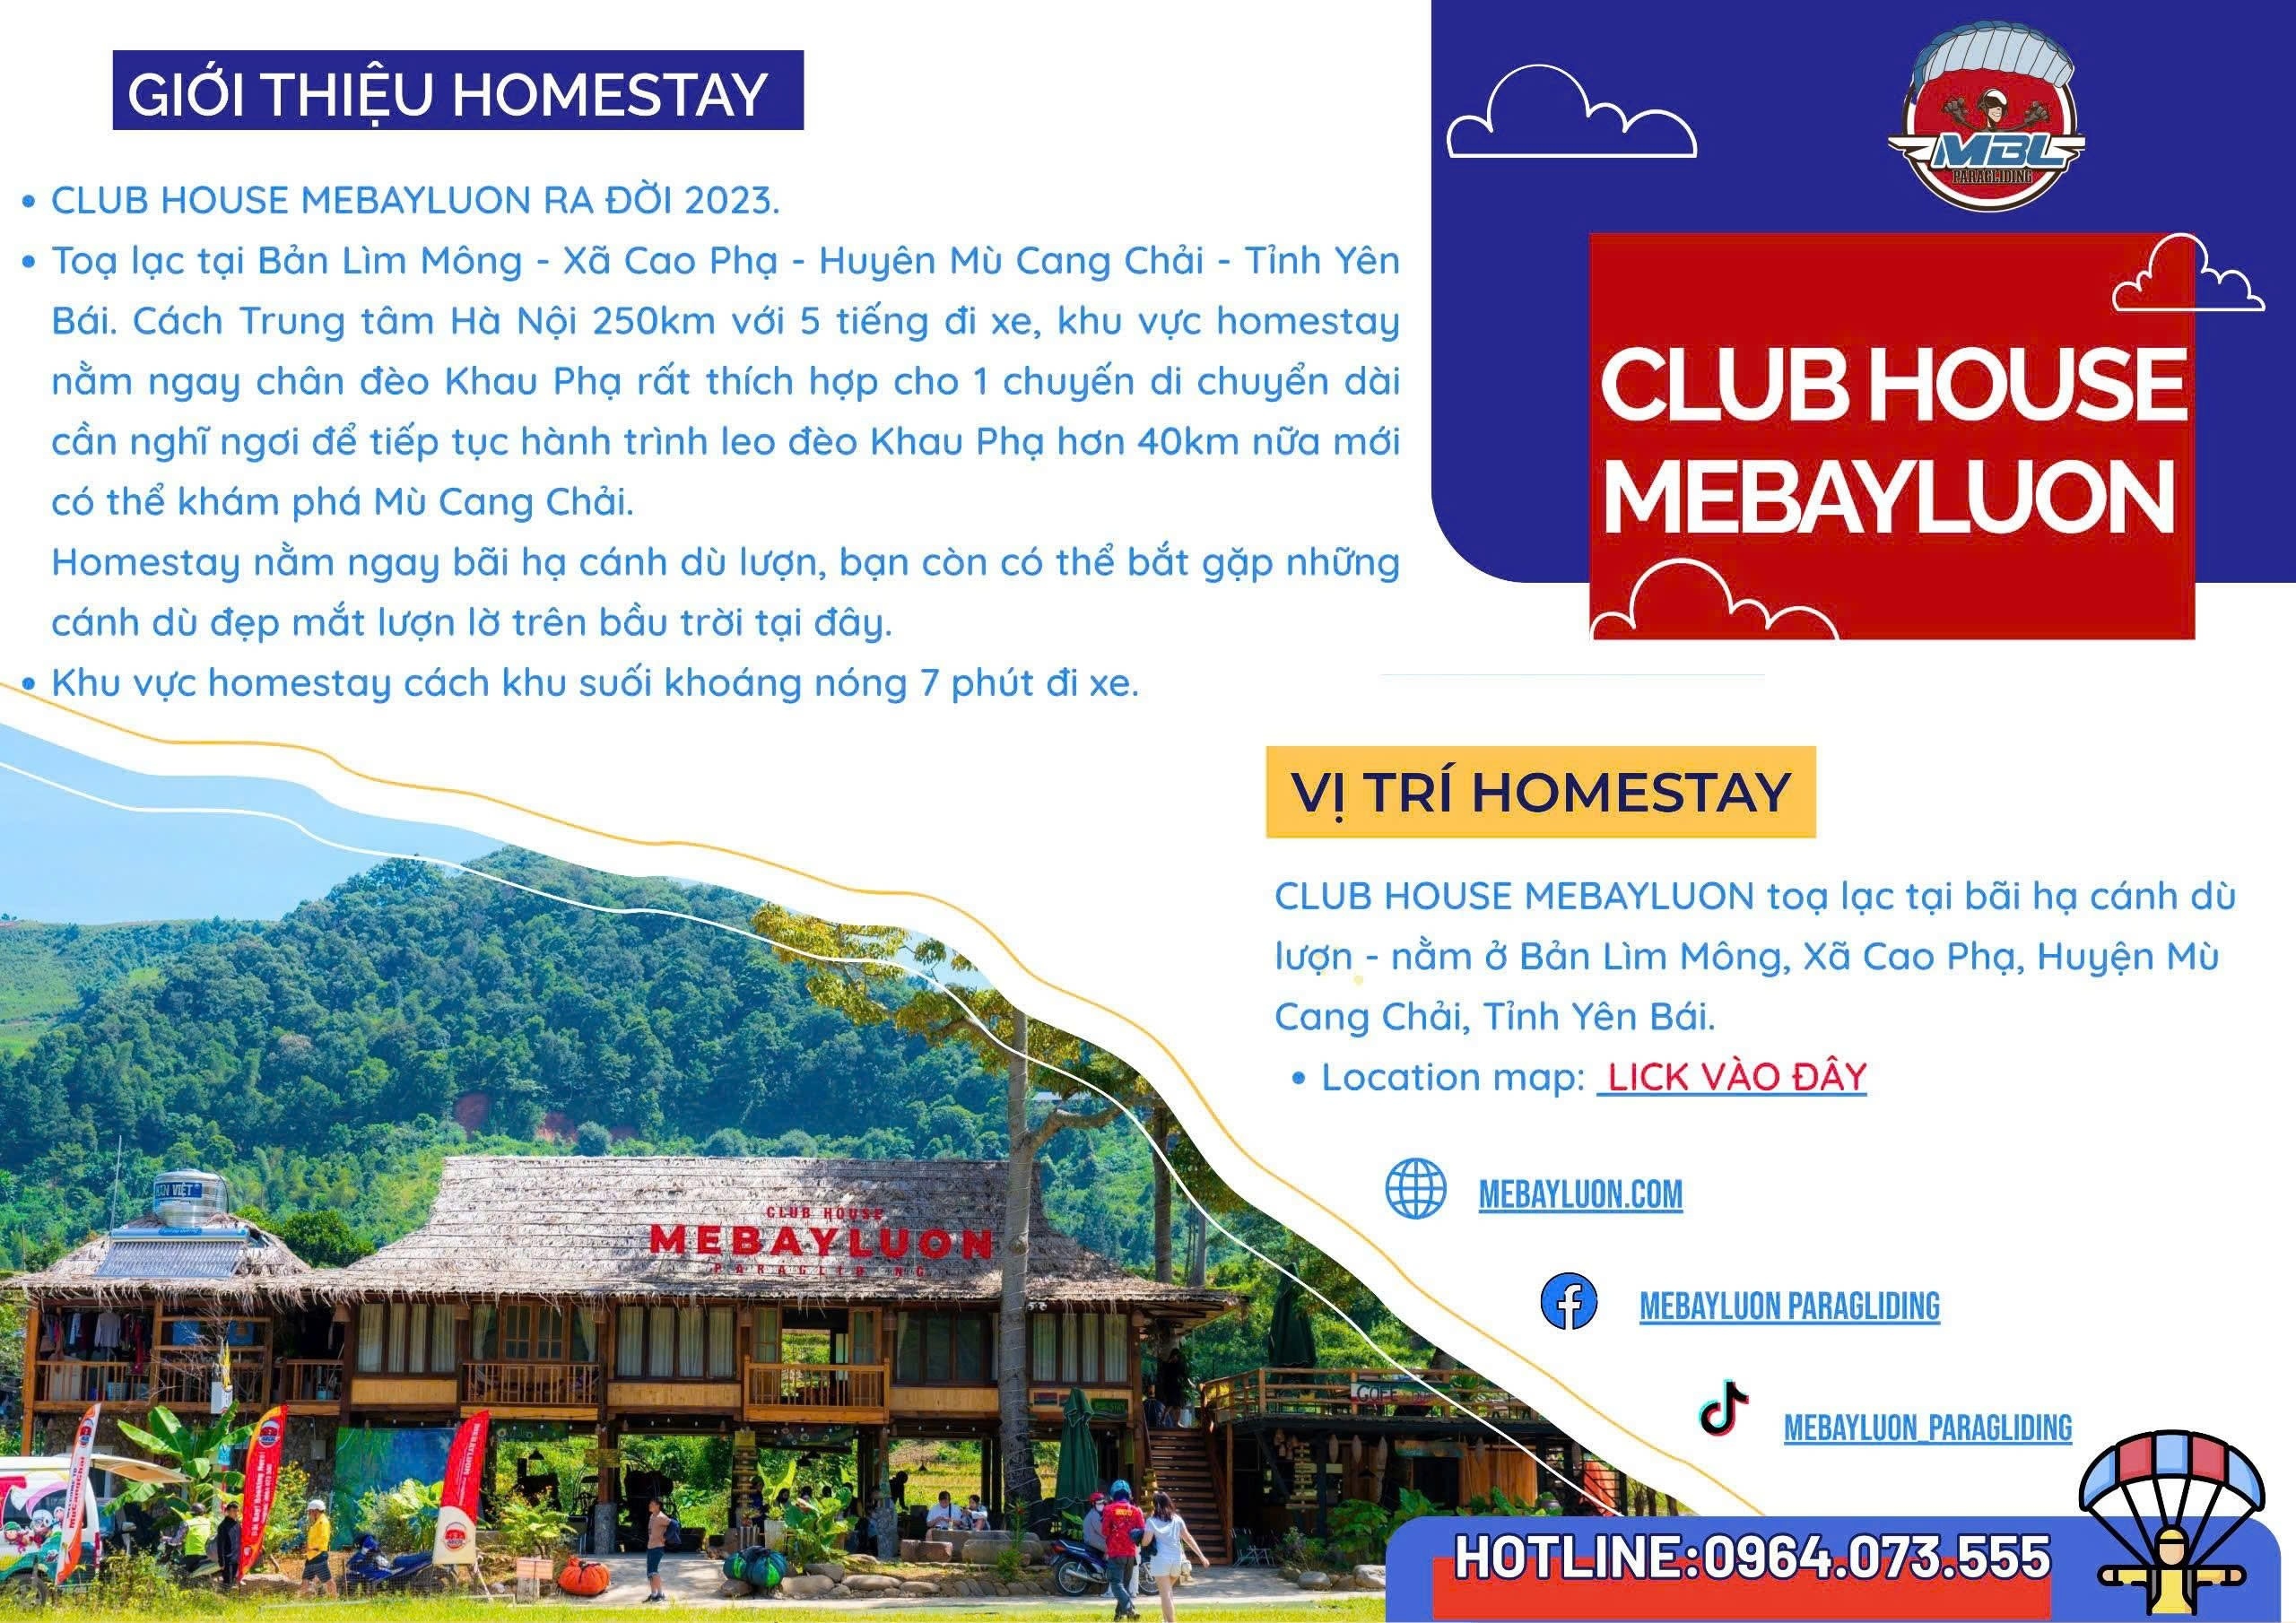 GIỚI THIỆU HOMESTAY
CLUB HOUSE MEBAYLUON RA ĐỜI 2023.
Toạ lạc tại Bản Lìm Mông - Xã Cao Phạ - Huyên Mù Cang Chải - Tỉnh Yên
Bái. Cách Trung tâm Hà Nội 250km với 5 tiếng đi xe, khu vực homestay
nằm ngay chân đèo Khau Phạ rất thích hợp cho 1 chuyến di chuyển dài
cần nghĩ ngơi để tiếp tục hành trình leo đèo Khau Phạ hơn 40km nữa mới
có thể khám phá Mù Cang Chải.
Homestay nằm ngay bãi hạ cánh dù lượn, bạn còn có thể bắt gặp những
cánh dù đẹp mắt lượn lờ trên bầu trời tại đây.
Khu vực homestay cách khu suối khoáng nóng 7 phút đi xe.
MBL
PARAGLIDING
CLUB HOUSE
MEBAYLUON
VỊ TRÍ HOMESTAY
CLUB HOUSE MEBAYLUON toạ lạc tại bãi hạ cánh dù
lượn - nằm ở Bản Lìm Mông, Xã Cao Phạ, Huyện Mù
Cang Chải, Tỉnh Yên Bái.
Location map: LICK VÀO ĐÂY
MEBAYLUON.COM
MEBAYLUON PARAGLIDING
MEBAYLUON_PARAGLIDING
HOTLINE:0964.073.555
CLUB HOUSE
MEBAYLUON
PARAGLIDING
VIỆT